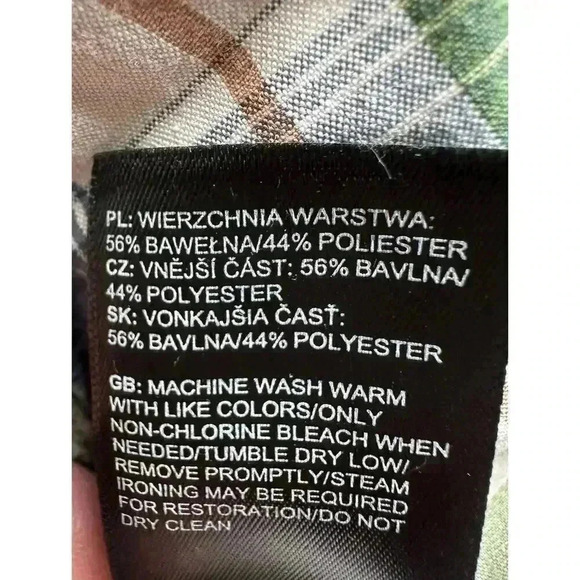 PL: WIERZCHNIA WARSTWA:
56% BAWEŁNA/44% POLIESTER
CZ: VNĚJŠÍ ČÁST: 56% BAVLNA/
44% POLYESTER
SK: VONKAJŠIA ČASŤ:
56% BAVLNA/44% POLYESTER
GB: MACHINE WASH WARM
WITH LIKE COLORS/ONLY
NON-CHLORINE BLEACH WHEN
NEEDED/TUMBLE DRY LOW/
REMOVE PROMPTLY/STEAM
IRONING MAY BE REQUIRED
FOR RESTORATION/DO NOT
DRY CLEAN